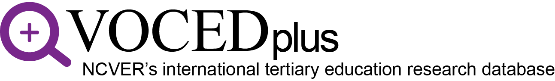 VOCEDplus
NCVER's international tertiary education research database